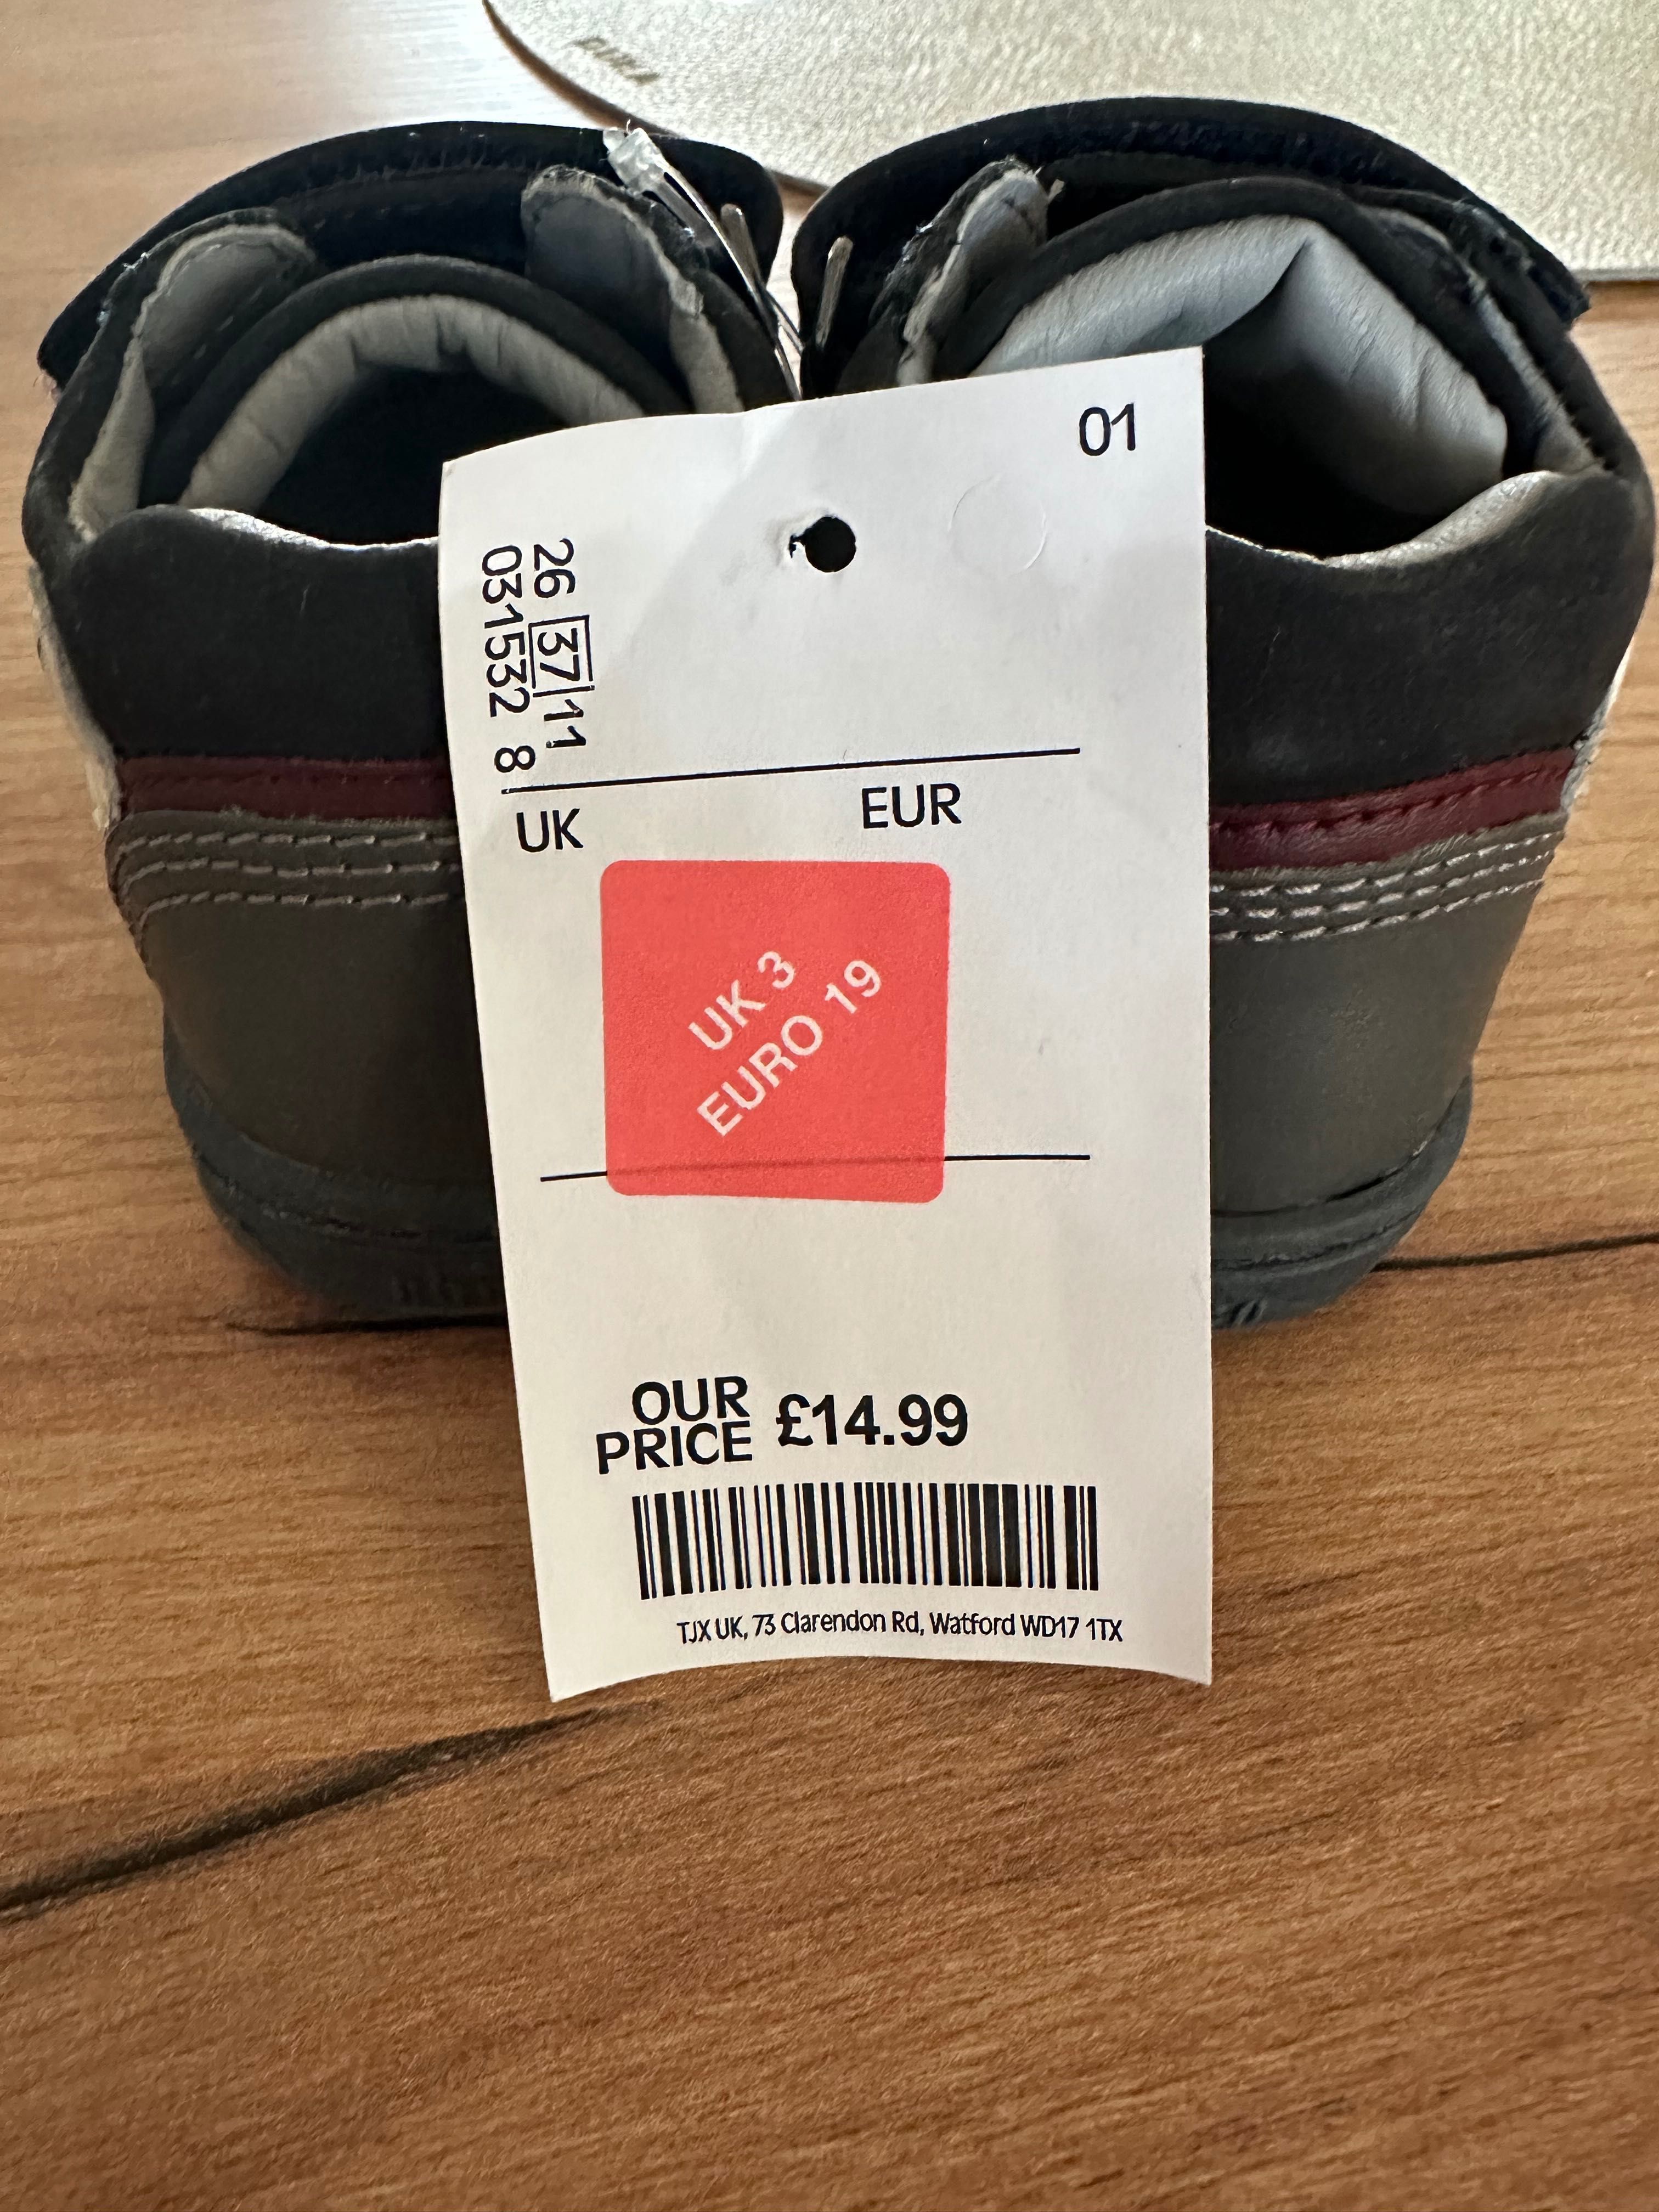 01
26 37 11
031532 8
UK EUR
UK 3
EURO 19
OUR
PRICE £14.99
TJX UK, 73 Clarendon Rd, Watford WD17 1TX